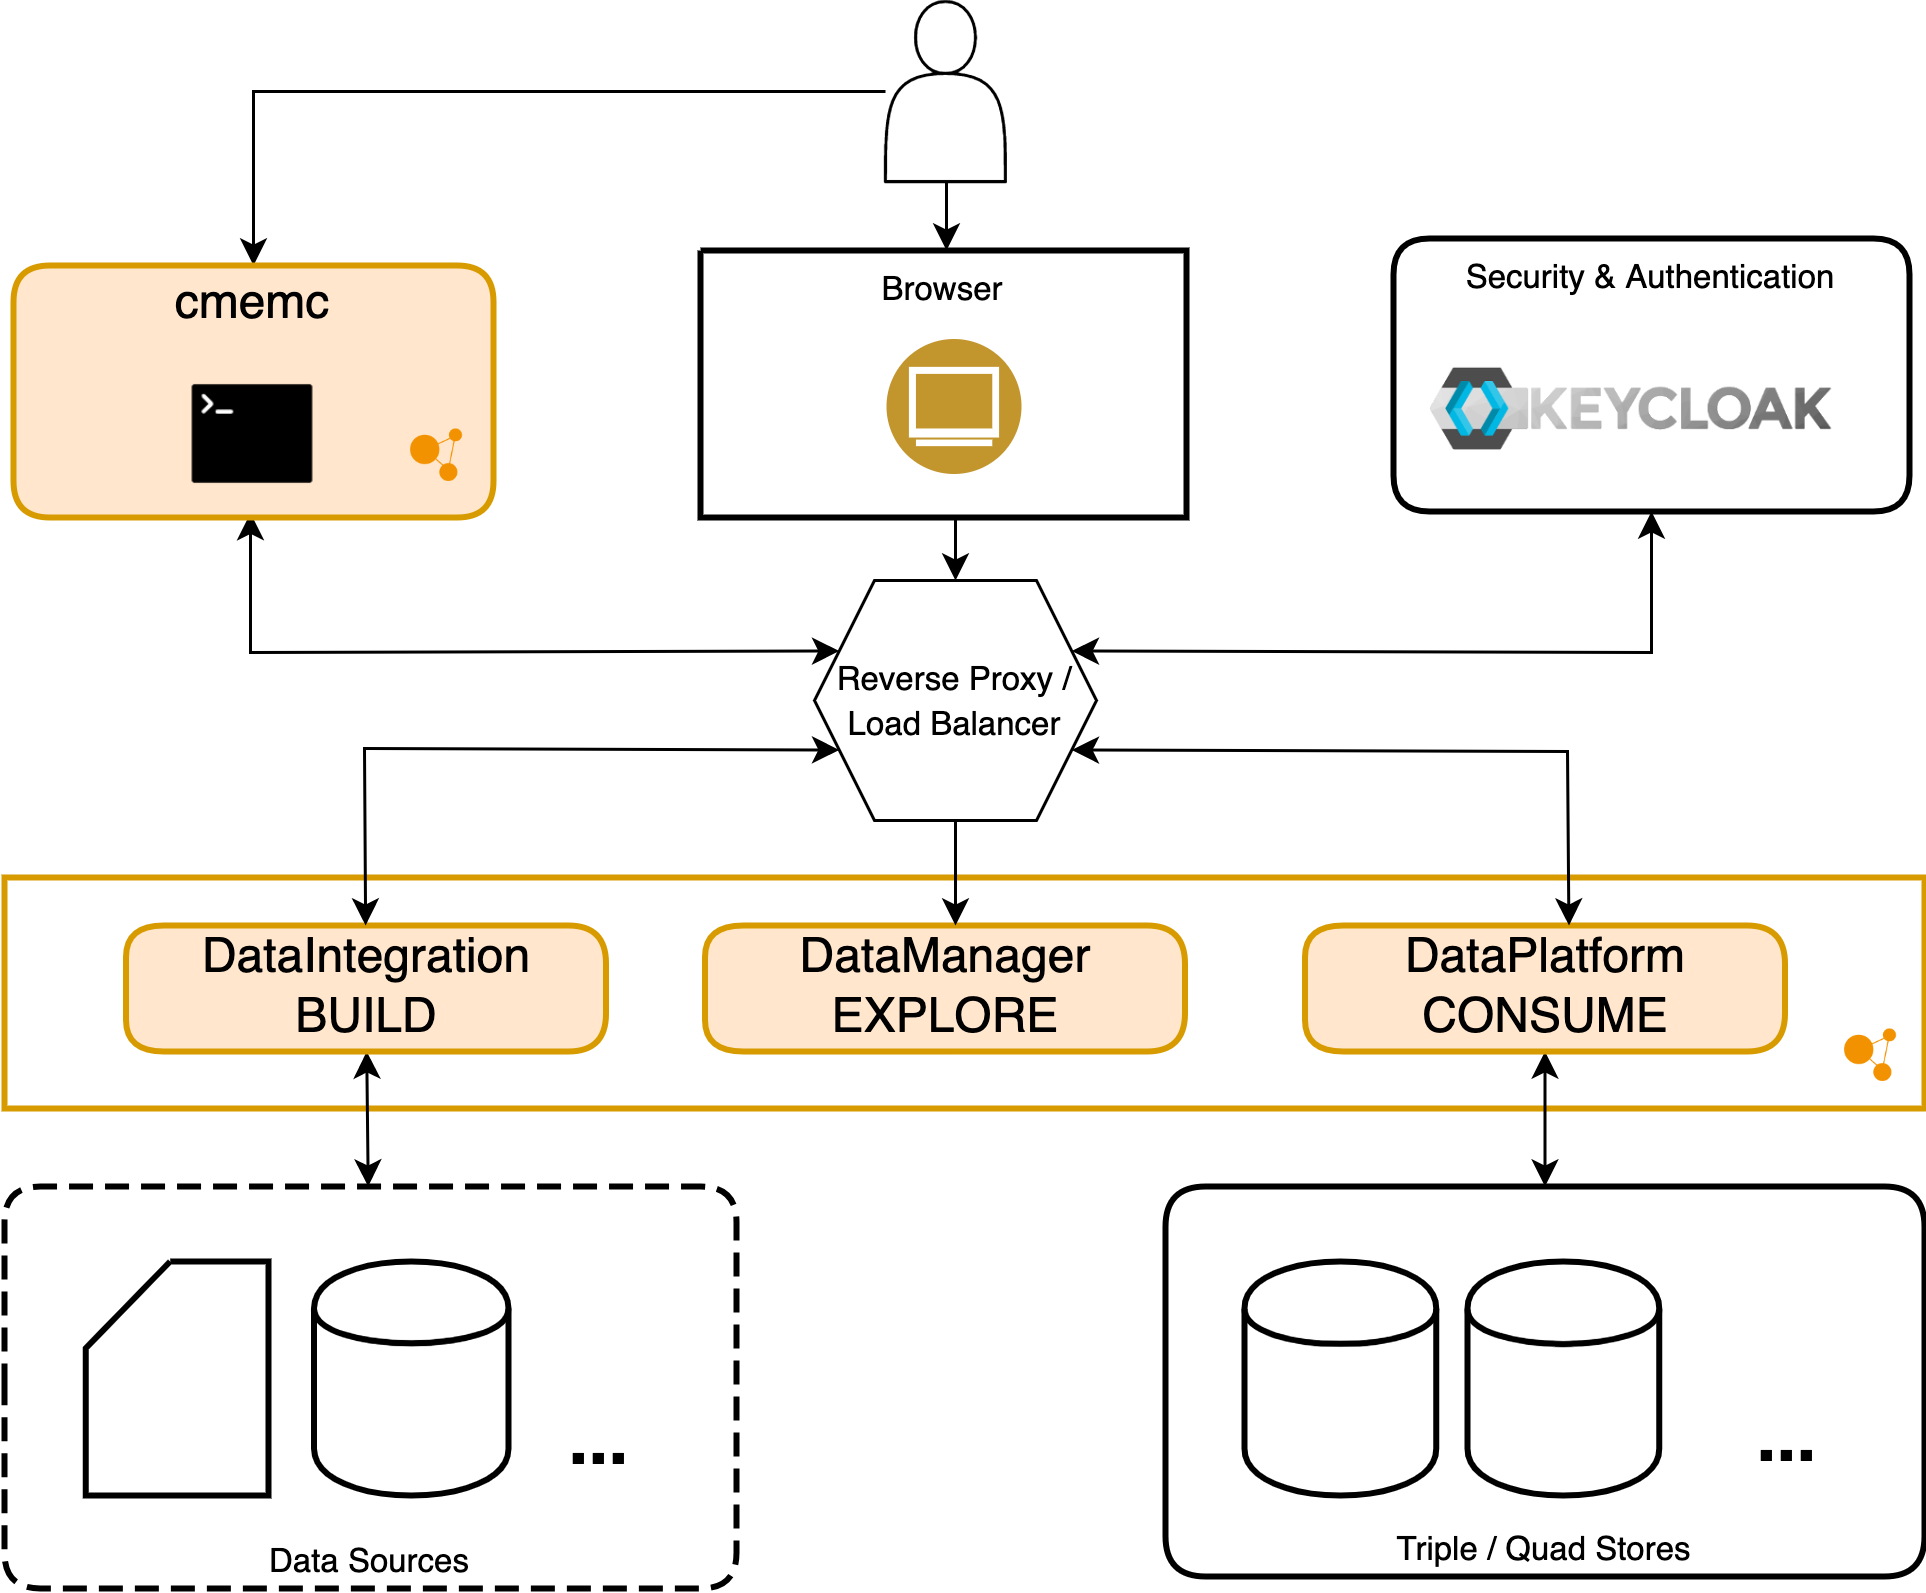 cmemc
Browser
Security & Authentication
>_
KEYCLOAK
Reverse Proxy /
Load Balancer
DataIntegration
BUILD
DataManager
EXPLORE
DataPlatform
CONSUME
...
...
Data Sources
Triple / Quad Stores